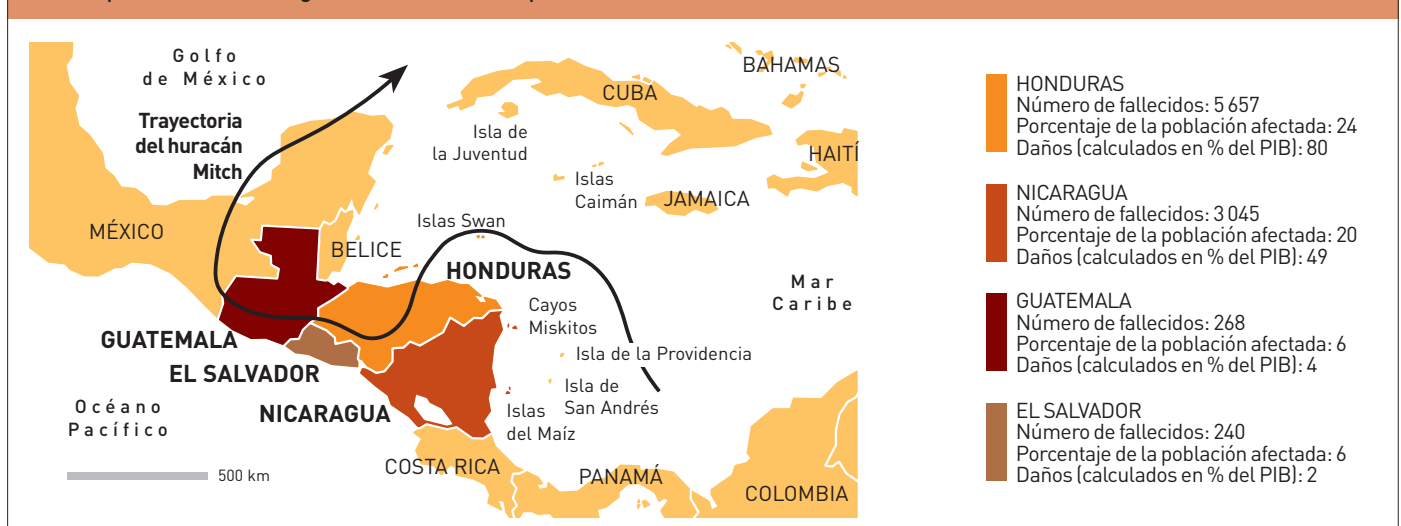 Golfo
de México
Trayectoria
del huracán
Mitch
BAHAMAS
CUBA
Isla de
la Juventud
HAITÍ
Islas
Caimán
JAMAICA
MÉXICO
Islas Swan
BELICE
HONDURAS
Mar
Caribe
Cayos
Miskitos
GUATEMALA
Isla de la Providencia
EL SALVADOR
Isla de
San Andrés
NICARAGUA
Océano
Pacífico
Islas
del Maíz
COSTA RICA
500 km
PANAMÁ
COLOMBIA
HONDURAS
Número de fallecidos: 5 657
Porcentaje de la población afectada: 24
Daños (calculados en % del PIB): 80
NICARAGUA
Número de fallecidos: 3 045
Porcentaje de la población afectada: 20
Daños (calculados en % del PIB): 49
GUATEMALA
Número de fallecidos: 268
Porcentaje de la población afectada: 6
Daños (calculados en % del PIB): 4
EL SALVADOR
Número de fallecidos: 240
Porcentaje de la población afectada: 6
Daños (calculados en % del PIB): 2